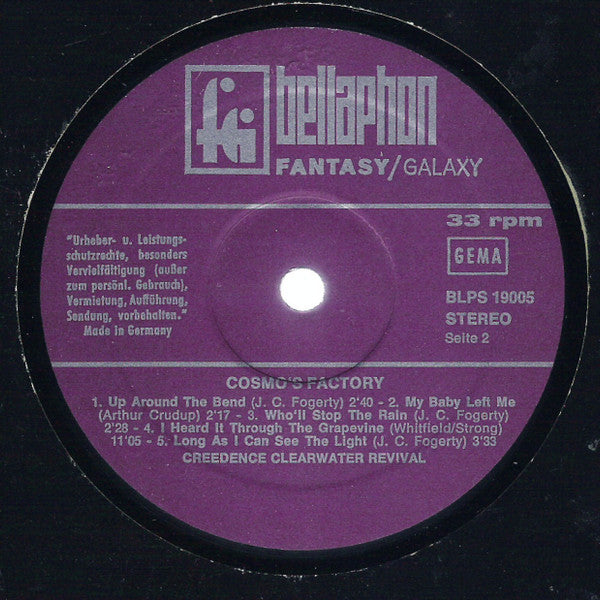 fg
bellaphon
FANTASY/GALAXY
"Urheber- u. Leistungs-
schutzrechte, besonders
Vervielfältigung (außer
zum persönl. Gebrauch),
Vermietung, Aufführung,
Sendung, vorbehalten."
Made in Germany
33 rpm
GEMA
BLPS 19005
STEREO
Seite 2
COSMO'S FACTORY
1. Up Around The Bend (J. C. Fogerty) 2'40 - 2. My Baby Left Me
(Arthur Crudup) 2'17 - 3. Who'll Stop The Rain (J. C. Fogerty)
2'28 - 4. I Heard It Through The Grapevine (Whitfield/Strong)
11'05 - 5. Long As I Can See The Light (J. C. Fogerty) 3'33
CREEDENCE CLEARWATER REVIVAL